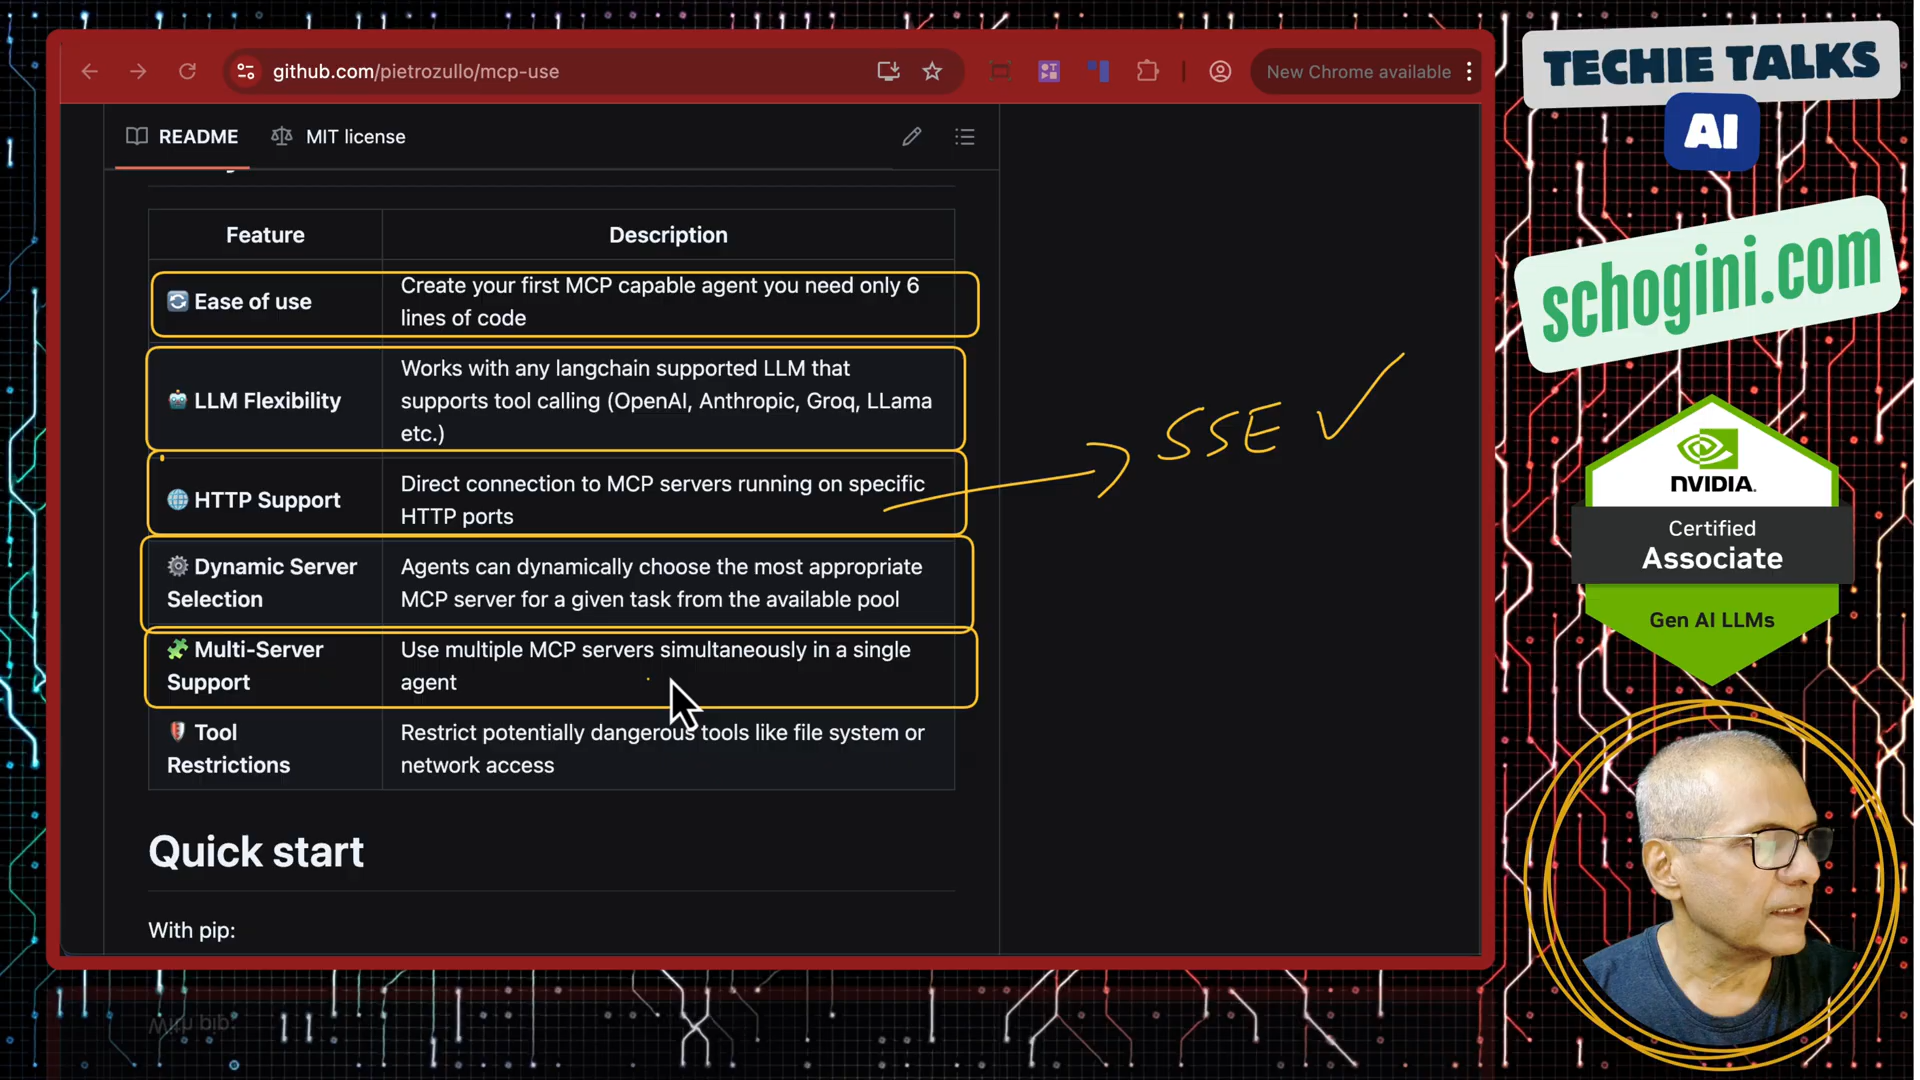 github.com/pietrozullo/mcp-use
New Chrome available
README
MIT license
Feature
Description
Ease of use
Create your first MCP capable agent you need only 6
lines of code
LLM Flexibility
Works with any langchain supported LLM that
supports tool calling (OpenAI, Anthropic, Groq, LLama
etc.)
HTTP Support
Direct connection to MCP servers running on specific
HTTP ports
SSE
Dynamic Server
Selection
Agents can dynamically choose the most appropriate
MCP server for a given task from the available pool
Multi-Server
Support
Use multiple MCP servers simultaneously in a single
agent
Tool
Restrictions
Restrict potentially dangerous tools like file system or
network access
Quick start
With pip:
TECHIE TALKS
AI
schogini.com
NVIDIA.
Certified
Associate
Gen AI LLMs